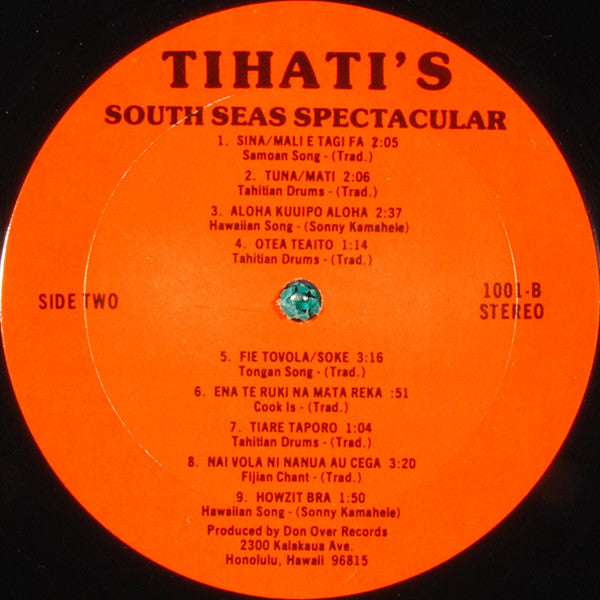 TIHATI'S
SOUTH SEAS SPECTACULAR
1. SINA/MALI E TAGI FA 2:05
Samoan Song - (Trad.)
2. TUNA/MATI 2:06
Tahitian Drums - (Trad.)
3. ALOHA KUUIPO ALOHA 2:37
Hawaiian Song - (Sonny Kamahele)
4. OTEA TEAITO 1:14
Tahitian Drums - (Trad.)
SIDE TWO
1001-B
STEREO
5. FIE TOVOLA/SOKE 3:16
Tongan Song - (Trad.)
6. ENA TE RUKI NA MATA REKA :51
Cook Is - (Trad.)
7. TIARE TAPORO 1:04
Tahitian Drums - (Trad.)
8. NAI VOLA NI NANUA AU CEGA 3:20
Fijian Chant - (Trad.)
9. HOWZIT BRA 1:50
Hawaiian Song - (Sonny Kamahele)
Produced by Don Over Records
2300 Kalakaua Ave.
Honolulu, Hawaii 96815